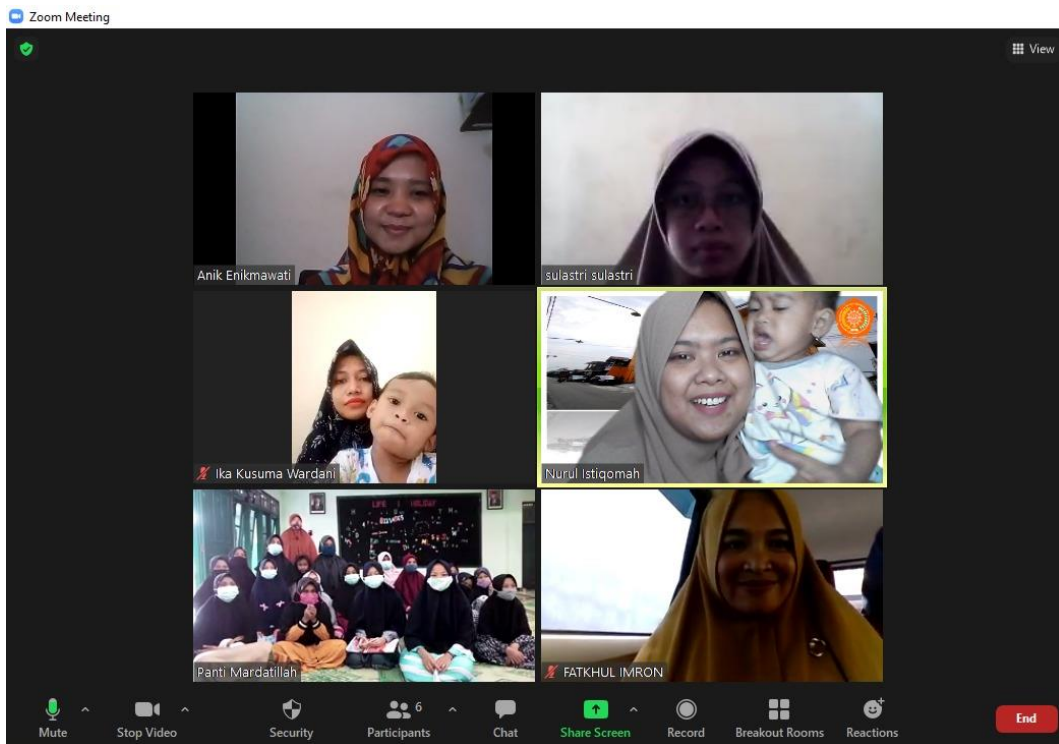 Zoom Meeting
View
Anik Enikmawati
sulastri sulastri
Ika Kusuma Wardani
Nurul Istiqomah
LIFE
Panti Mardatillah
FATKHUL IMRON
Mute
Stop Video
Security
Participants
6
Chat
Share Screen
Record
Breakout Rooms
Reactions
End